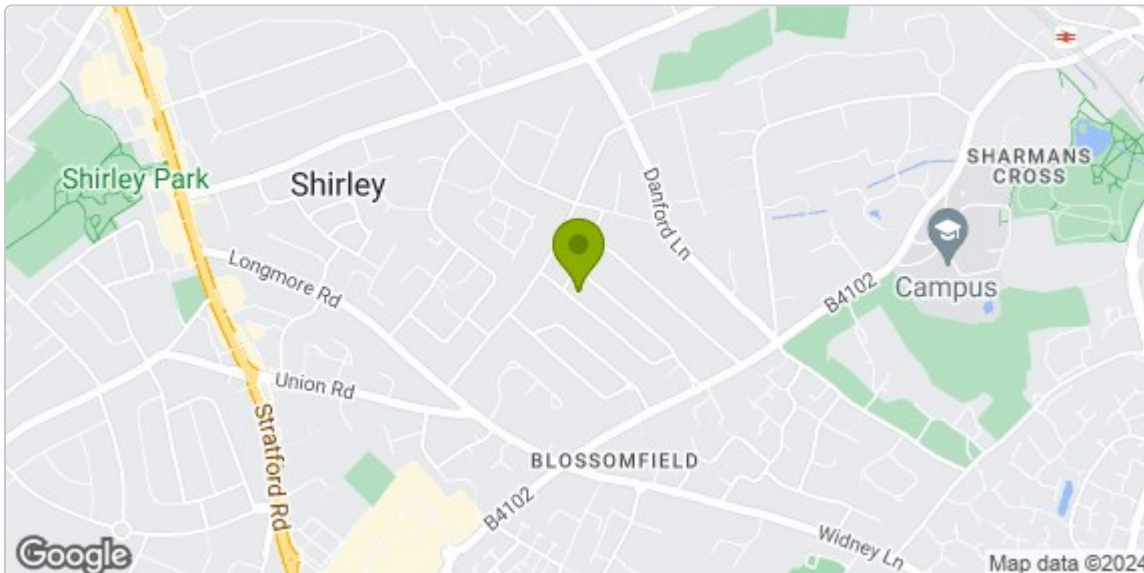 Shirley Park
Shirley
Danford Ln
SHARMANS
CROSS
Longmore Rd
Campus
B4102
Union Rd
Stratford Rd
BLOSSOMFIELD
B4102
Widney Ln
Google
Map data ©2024